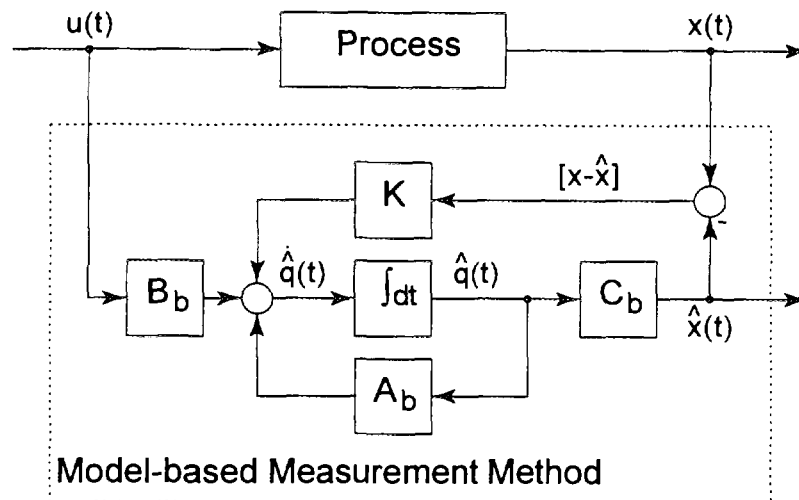 u(t)
Process
x(t)
K
[x-x̂]
-
B_b
q̂̇(t)
∫dt
q̂(t)
C_b
x̂(t)
A_b
Model-based Measurement Method